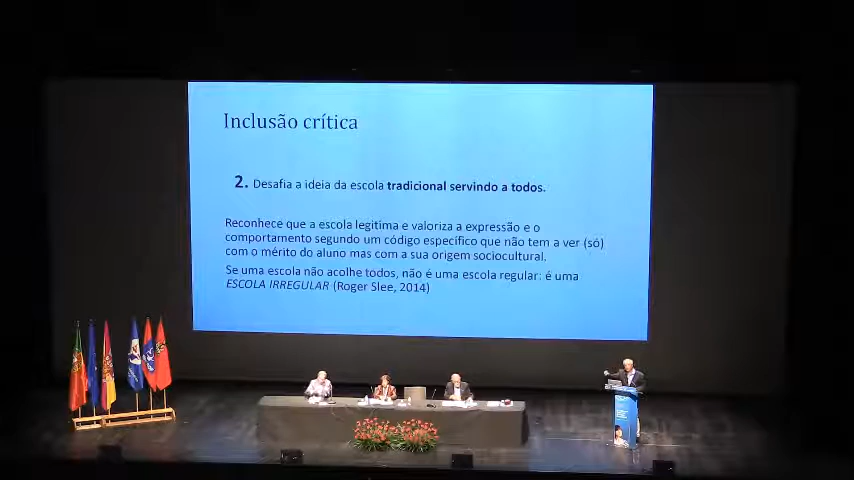 Inclusão crítica
2. Desafia a ideia da escola tradicional servindo a todos.
Reconhece que a escola legitima e valoriza a expressão e o
comportamento segundo um código específico que não tem a ver (só)
com o mérito do aluno mas com a sua origem sociocultural.
Se uma escola não acolhe todos, não é uma escola regular: é uma
ESCOLA IRREGULAR (Roger Slee, 2014)